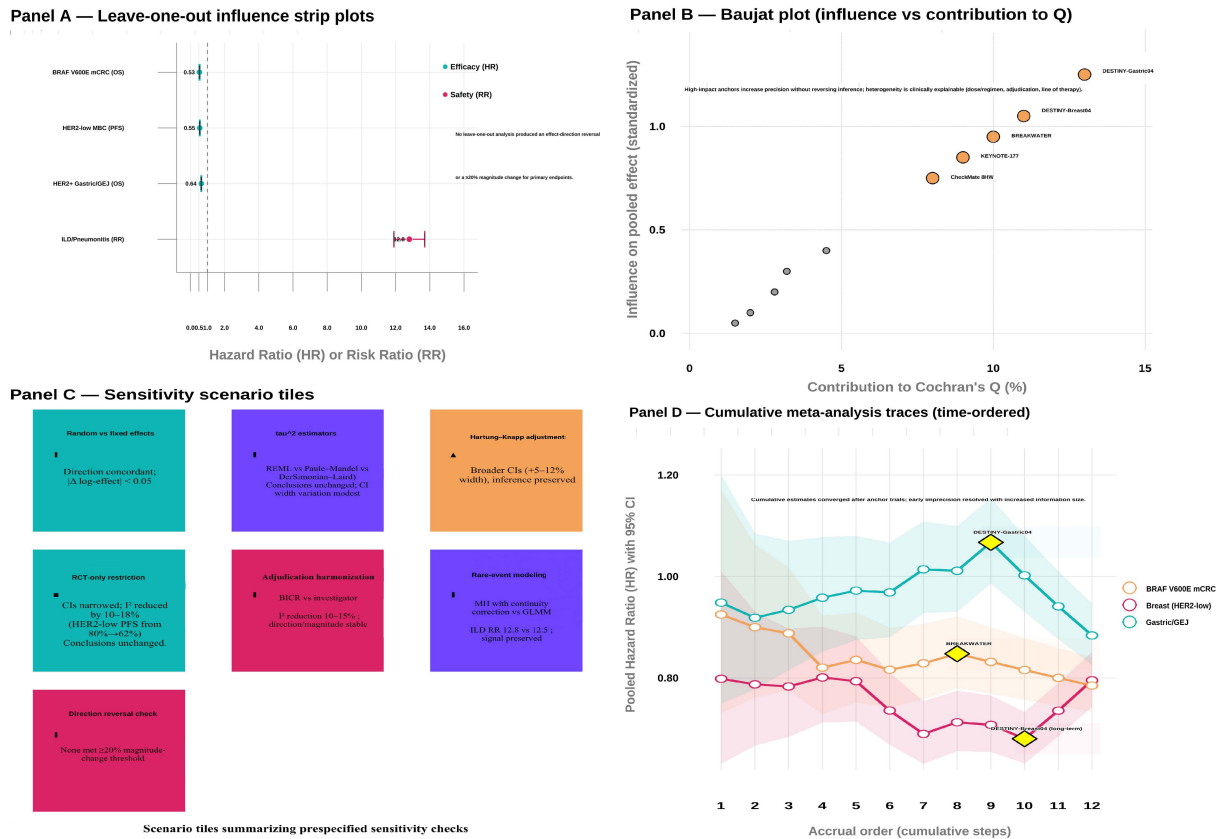 Panel A — Leave-one-out influence strip plots
BRAF V600E mCRC (OS)
0.53
HER2-low MBC (PFS)
0.55
HER2+ Gastric/GEJ (OS)
0.64
ILD/Pneumonitis (RR)
12.8
Efficacy (HR)
Safety (RR)
No leave-one-out analysis produced an effect-direction reversal
or a ≥20% magnitude change for primary endpoints.
0.0 0.5 1.0 2.0 4.0 6.0 8.0 10.0 12.0 14.0 16.0
Hazard Ratio (HR) or Risk Ratio (RR)
Panel B — Baujat plot (influence vs contribution to Q)
Influence on pooled effect (standardized)
High-impact anchors increase precision without reversing inference; heterogeneity is clinically explainable (dose/regimen, adjudication, line of therapy).
DESTINY-Gastric04
DESTINY-Breast04
BREAKWATER
KEYNOTE-177
CheckMate 8HW
1.0
0.5
0.0
0 5 10 15
Contribution to Cochran's Q (%)
Panel C — Sensitivity scenario tiles
Random vs fixed effects
Direction concordant;
|Δ log-effect| < 0.05
tau^2 estimators
REML vs Paule–Mandel vs
DerSimonian–Laird)
Conclusions unchanged; CI
width variation modest
Hartung–Knapp adjustment
Broader CIs (+5–12%
width), inference preserved
RCT-only restriction
CIs narrowed; I² reduced
by 10–18%
(HER2-low PFS from
80%→62%)
Conclusions unchanged.
Adjudication harmonization
BICR vs investigator
I² reduction 10–15% ;
direction/magnitude stable
Rare-event modeling
MH with continuity
correction vs GLMM
ILD RR 12.8 vs 12.5 ;
signal preserved
Direction reversal check
None met ≥20% magnitude-
change threshold
Scenario tiles summarizing prespecified sensitivity checks
Panel D — Cumulative meta-analysis traces (time-ordered)
Pooled Hazard Ratio (HR) with 95% CI
1.20
1.00
0.80
Cumulative estimates converged after anchor trials; early imprecision resolved with increased information size.
DESTINY-Gastric04
BREAKWATER
DESTINY-Breast04 (long-term)
BRAF V600E mCRC
Breast (HER2-low)
Gastric/GEJ
1 2 3 4 5 6 7 8 9 10 11 12
Accrual order (cumulative steps)